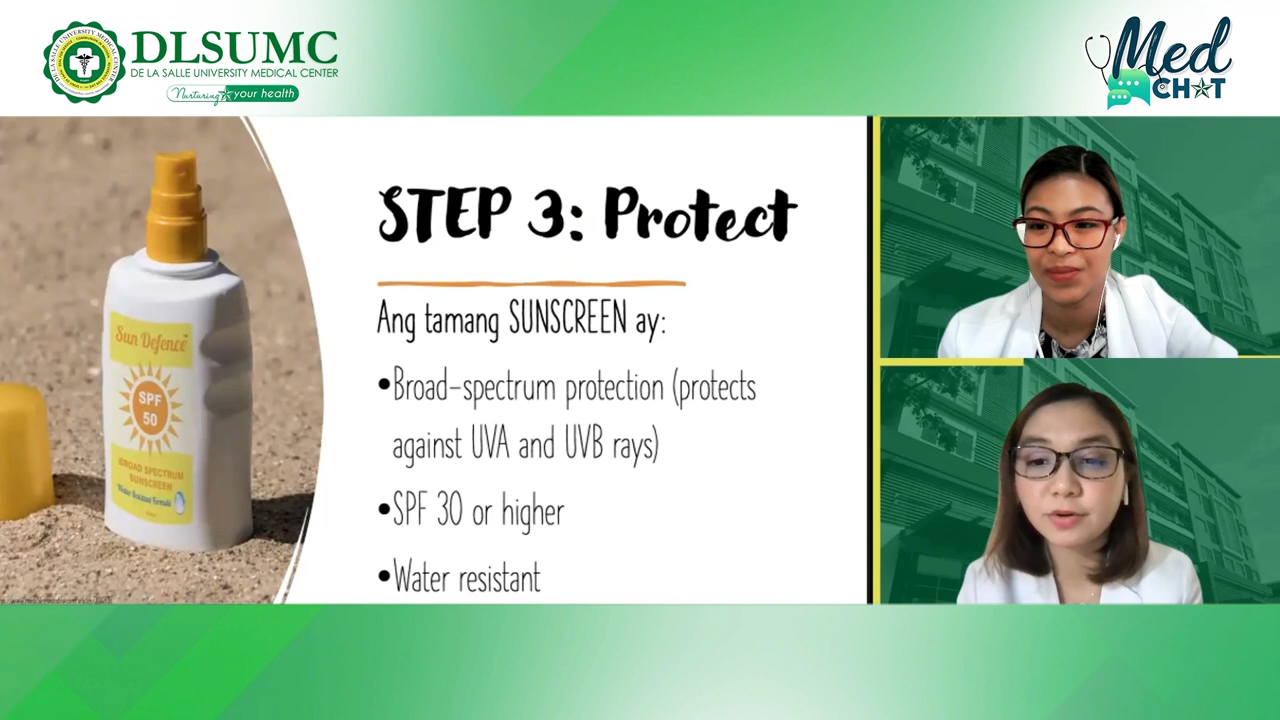 DLSUMC
DE LA SALLE UNIVERSITY MEDICAL CENTER
Nurturing your health
Med
CHAT
STEP 3: Protect
Ang tamang SUNSCREEN ay:
•Broad-spectrum protection (protects
against UVA and UVB rays)
•SPF 30 or higher
•Water resistant
Sun Defence
SPF
50
BROAD SPECTRUM
SUNSCREEN